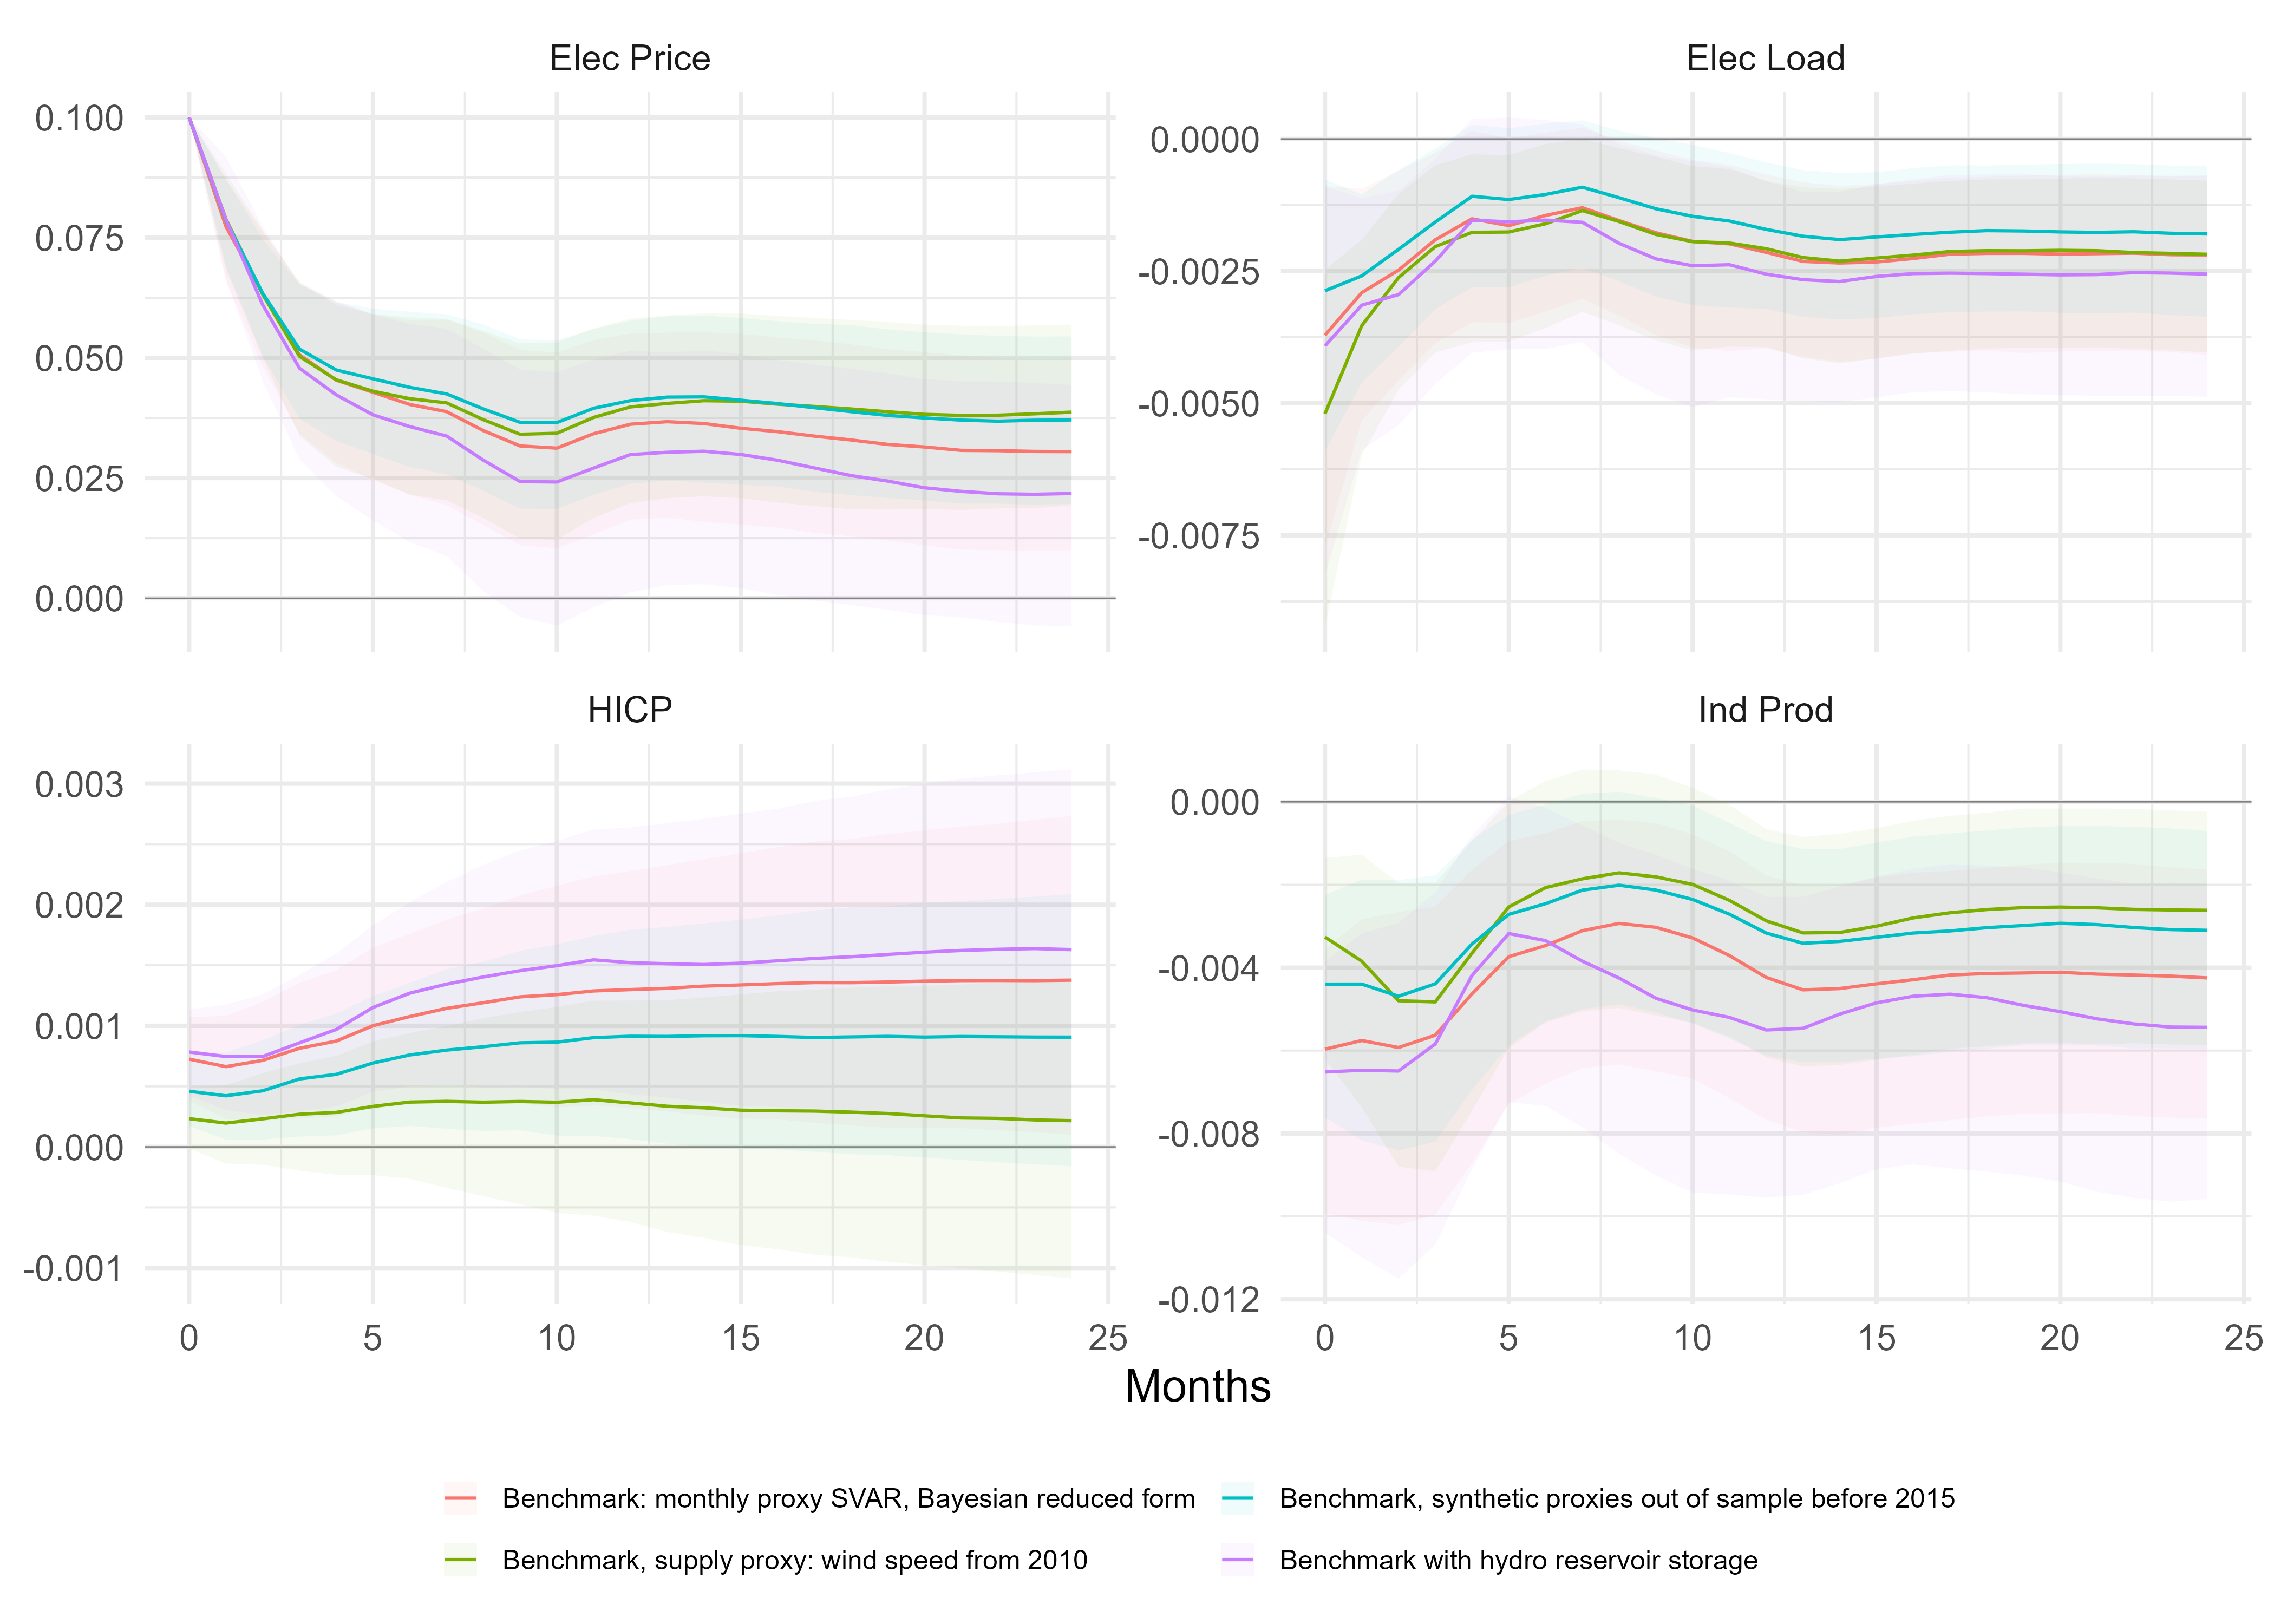 Elec Price
Elec Load
0.100
0.075
0.050
0.025
0.000
0.0000
-0.0025
-0.0050
-0.0075
HICP
Ind Prod
0.003
0.002
0.001
0.000
-0.001
0.000
-0.004
-0.008
-0.012
0 5 10 15 20 25
0 5 10 15 20 25
Months
Benchmark: monthly proxy SVAR, Bayesian reduced form
Benchmark, synthetic proxies out of sample before 2015
Benchmark, supply proxy: wind speed from 2010
Benchmark with hydro reservoir storage